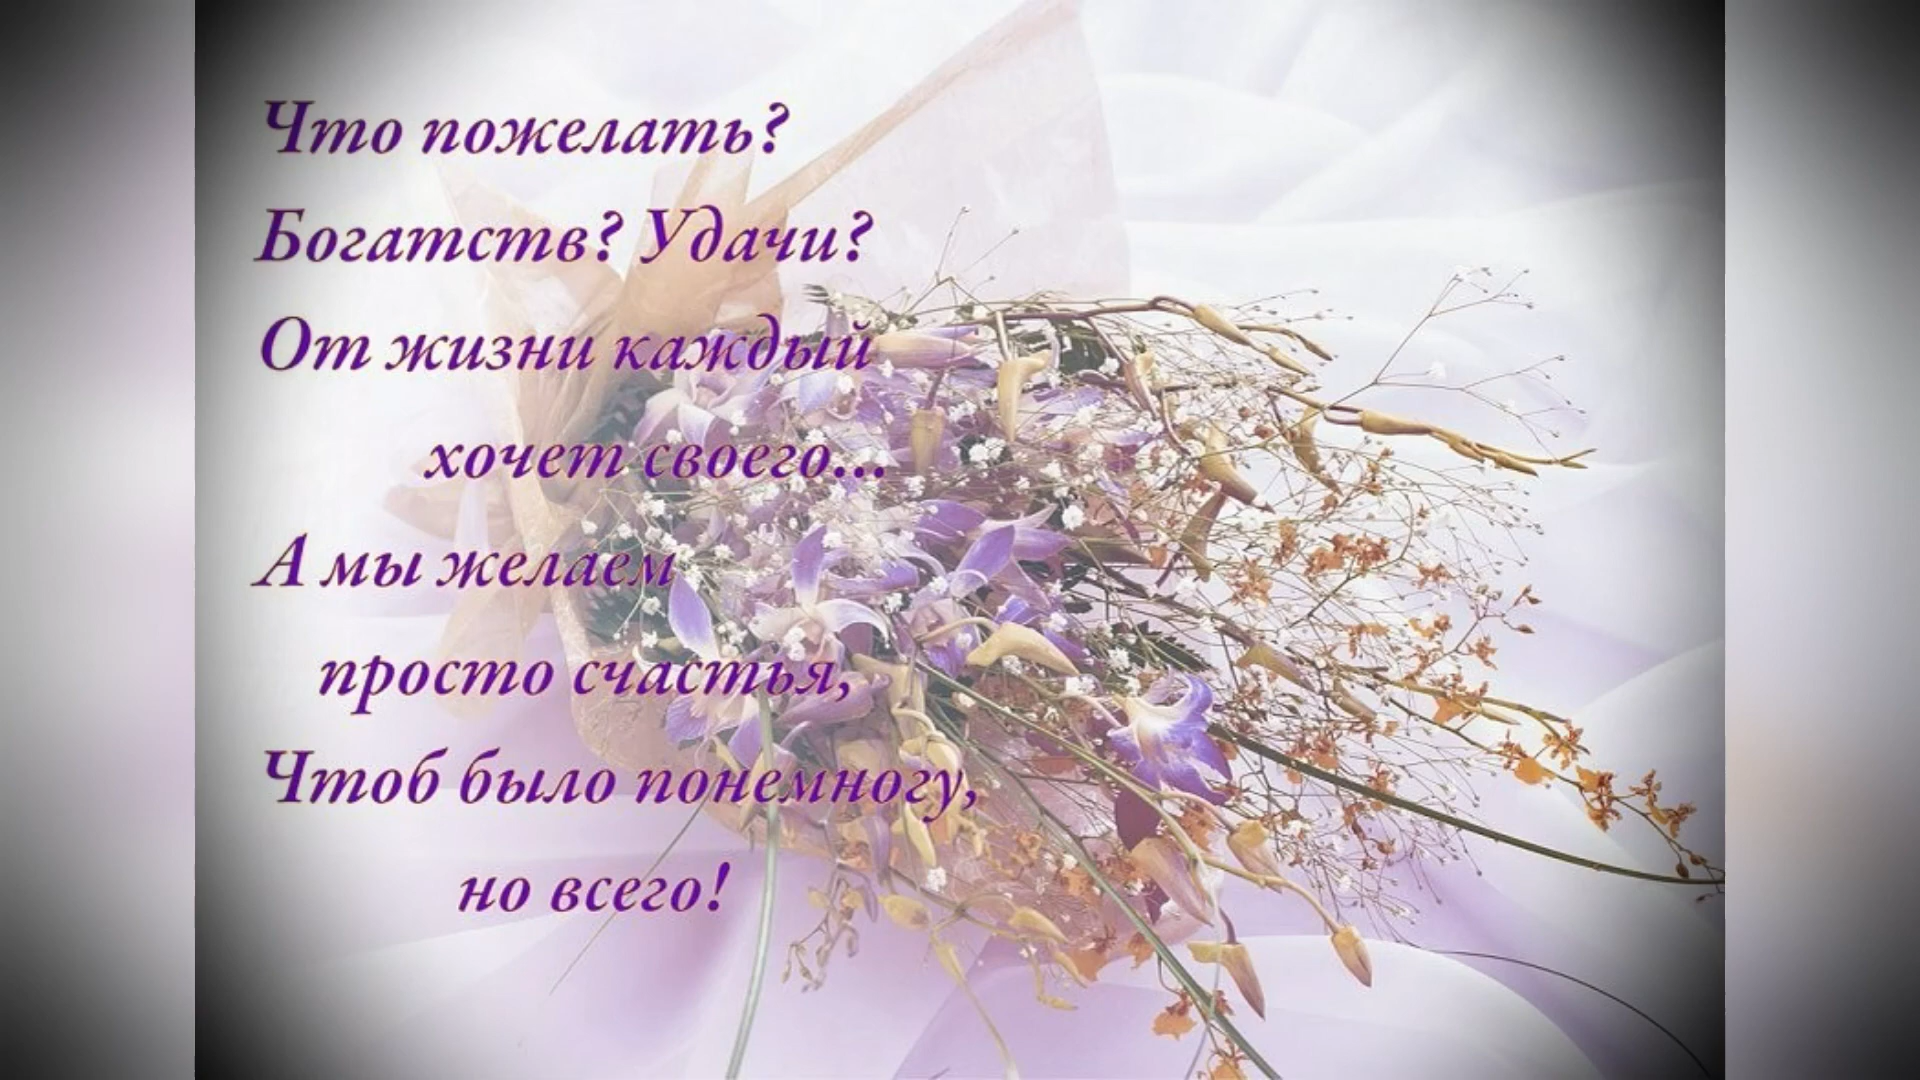 Что пожелать?
Богатств? Удачи?
От жизни каждый
хочет своего...
А мы желаем
просто счастья,
Чтоб было понемногу,
но всего!